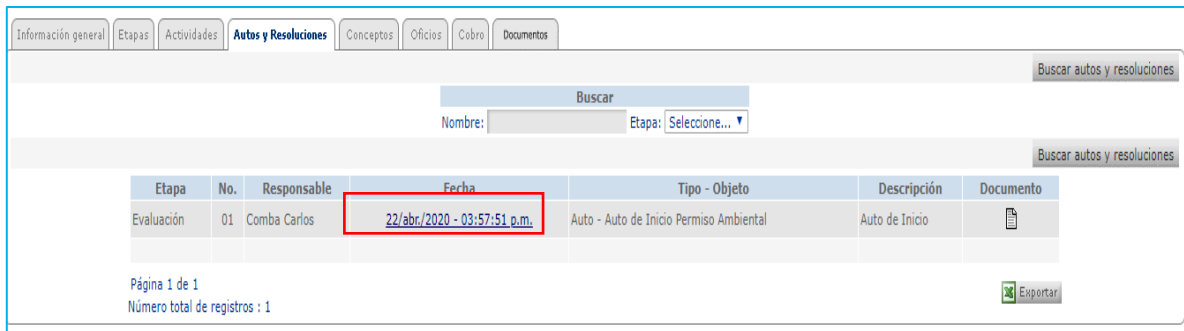 Información general Etapas Actividades Autos y Resoluciones Conceptos Oficios Cobro Documentos
Buscar autos y resoluciones
Buscar
Nombre: Etapa: Seleccione...
Buscar autos y resoluciones
Etapa No. Responsable Fecha Tipo - Objeto Descripción Documento
Evaluación 01 Comba Carlos 22/abr./2020 - 03:57:51 p.m. Auto - Auto de Inicio Permiso Ambiental Auto de Inicio
Página 1 de 1
Número total de registros : 1
Exportar